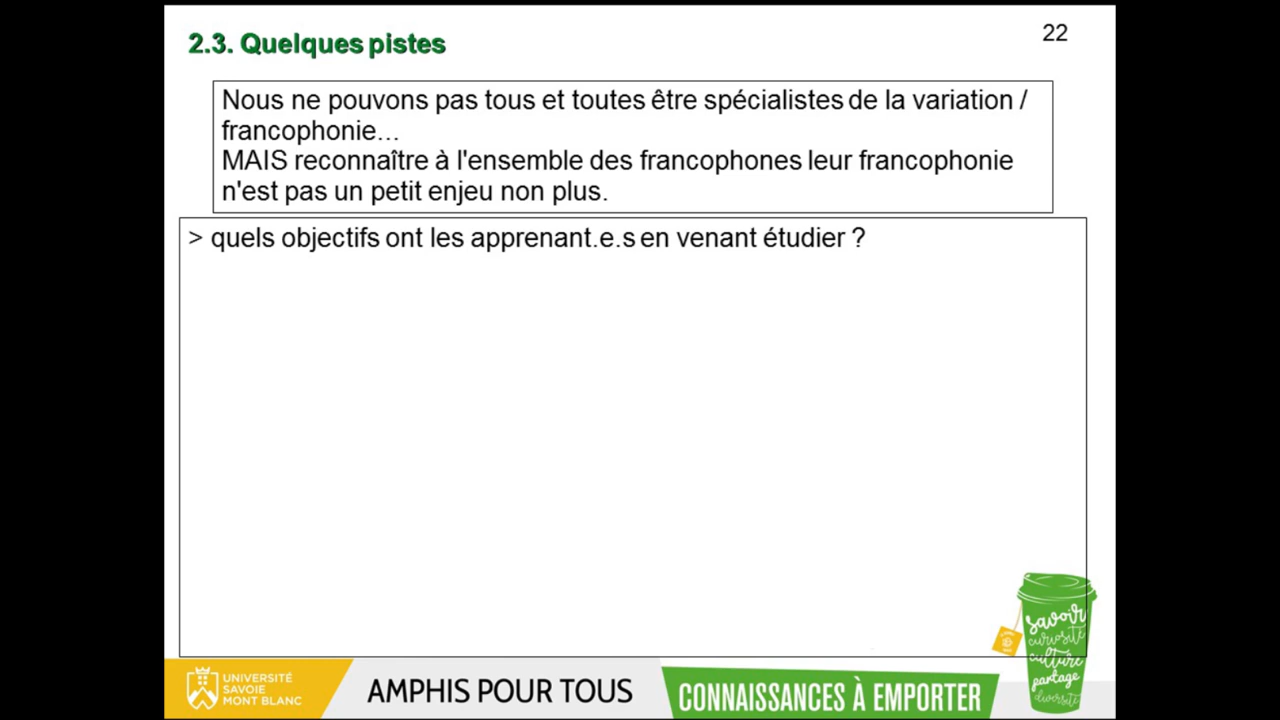 2.3. Quelques pistes
22
Nous ne pouvons pas tous et toutes être spécialistes de la variation /
francophonie...
MAIS reconnaître à l'ensemble des francophones leur francophonie
n'est pas un petit enjeu non plus.
> quels objectifs ont les apprenant.e.s en venant étudier ?
savoir
curiosité
culture
partage
diversité
UNIVERSITÉ
SAVOIE
MONT BLANC
AMPHIS POUR TOUS
CONNAISSANCES À EMPORTER